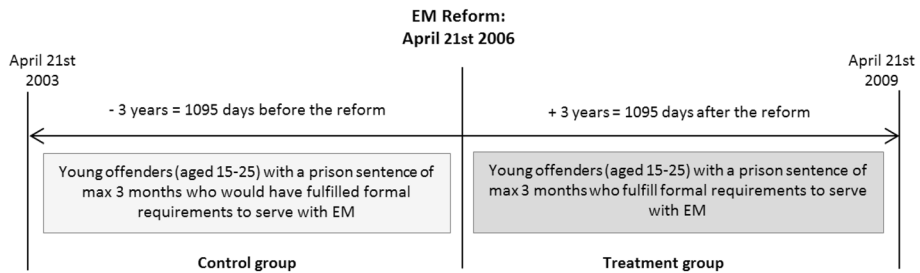 EM Reform:
April 21st 2006
April 21st
2003
April 21st
2009
- 3 years = 1095 days before the reform
+ 3 years = 1095 days after the reform
Young offenders (aged 15-25) with a prison sentence of
max 3 months who would have fulfilled formal
requirements to serve with EM
Young offenders (aged 15-25) with a prison sentence of
max 3 months who fulfill formal requirements to serve
with EM
Control group
Treatment group